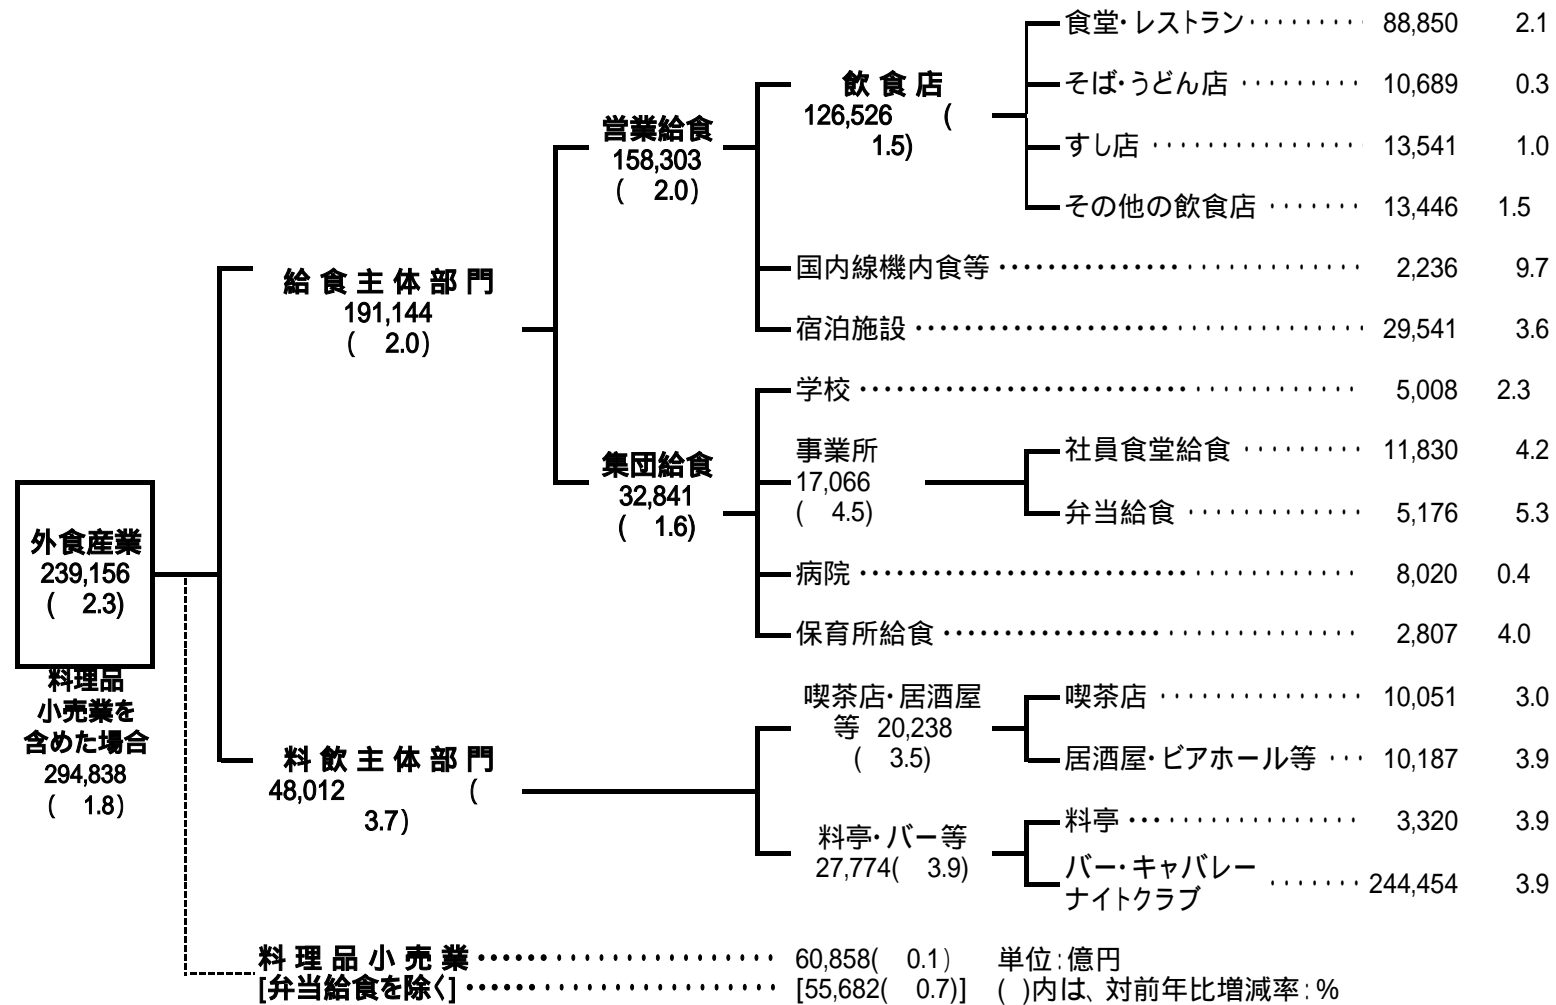 食堂・レストラン········· 88,850 2.1
そば・うどん店 ········· 10,689 0.3
すし店 ··············· 13,541 1.0
その他の飲食店 ······· 13,446 1.5
飲 食 店
126,526 (
1.5)
営業給食
158,303
( 2.0)
国内線機内食等 ······························ 2,236 9.7
宿泊施設 ···································· 29,541 3.6
給 食 主 体 部 門
191,144
( 2.0)
学校 ········································ 5,008 2.3
集団給食
32,841
( 1.6)
事業所
17,066
( 4.5)
社員食堂給食 ········· 11,830 4.2
弁当給食 ············· 5,176 5.3
病院 ········································ 8,020 0.4
保育所給食 ·································· 2,807 4.0
外食産業
239,156
( 2.3)
料理品
小売業を
含めた場合
294,838
( 1.8)
料 飲 主 体 部 門
48,012 (
3.7)
喫茶店・居酒屋
等 20,238
( 3.5)
喫茶店 ··············· 10,051 3.0
居酒屋・ビアホール等 ··· 10,187 3.9
料亭・バー等
27,774( 3.9)
料亭 ················· 3,320 3.9
バー・キャバレー
ナイトクラブ ······· 244,454 3.9
料 理 品 小 売 業 ······················ 60,858( 0.1) 単位:億円
[弁当給食を除く] ······················ [55,682( 0.7)] ( )内は、対前年比増減率:%